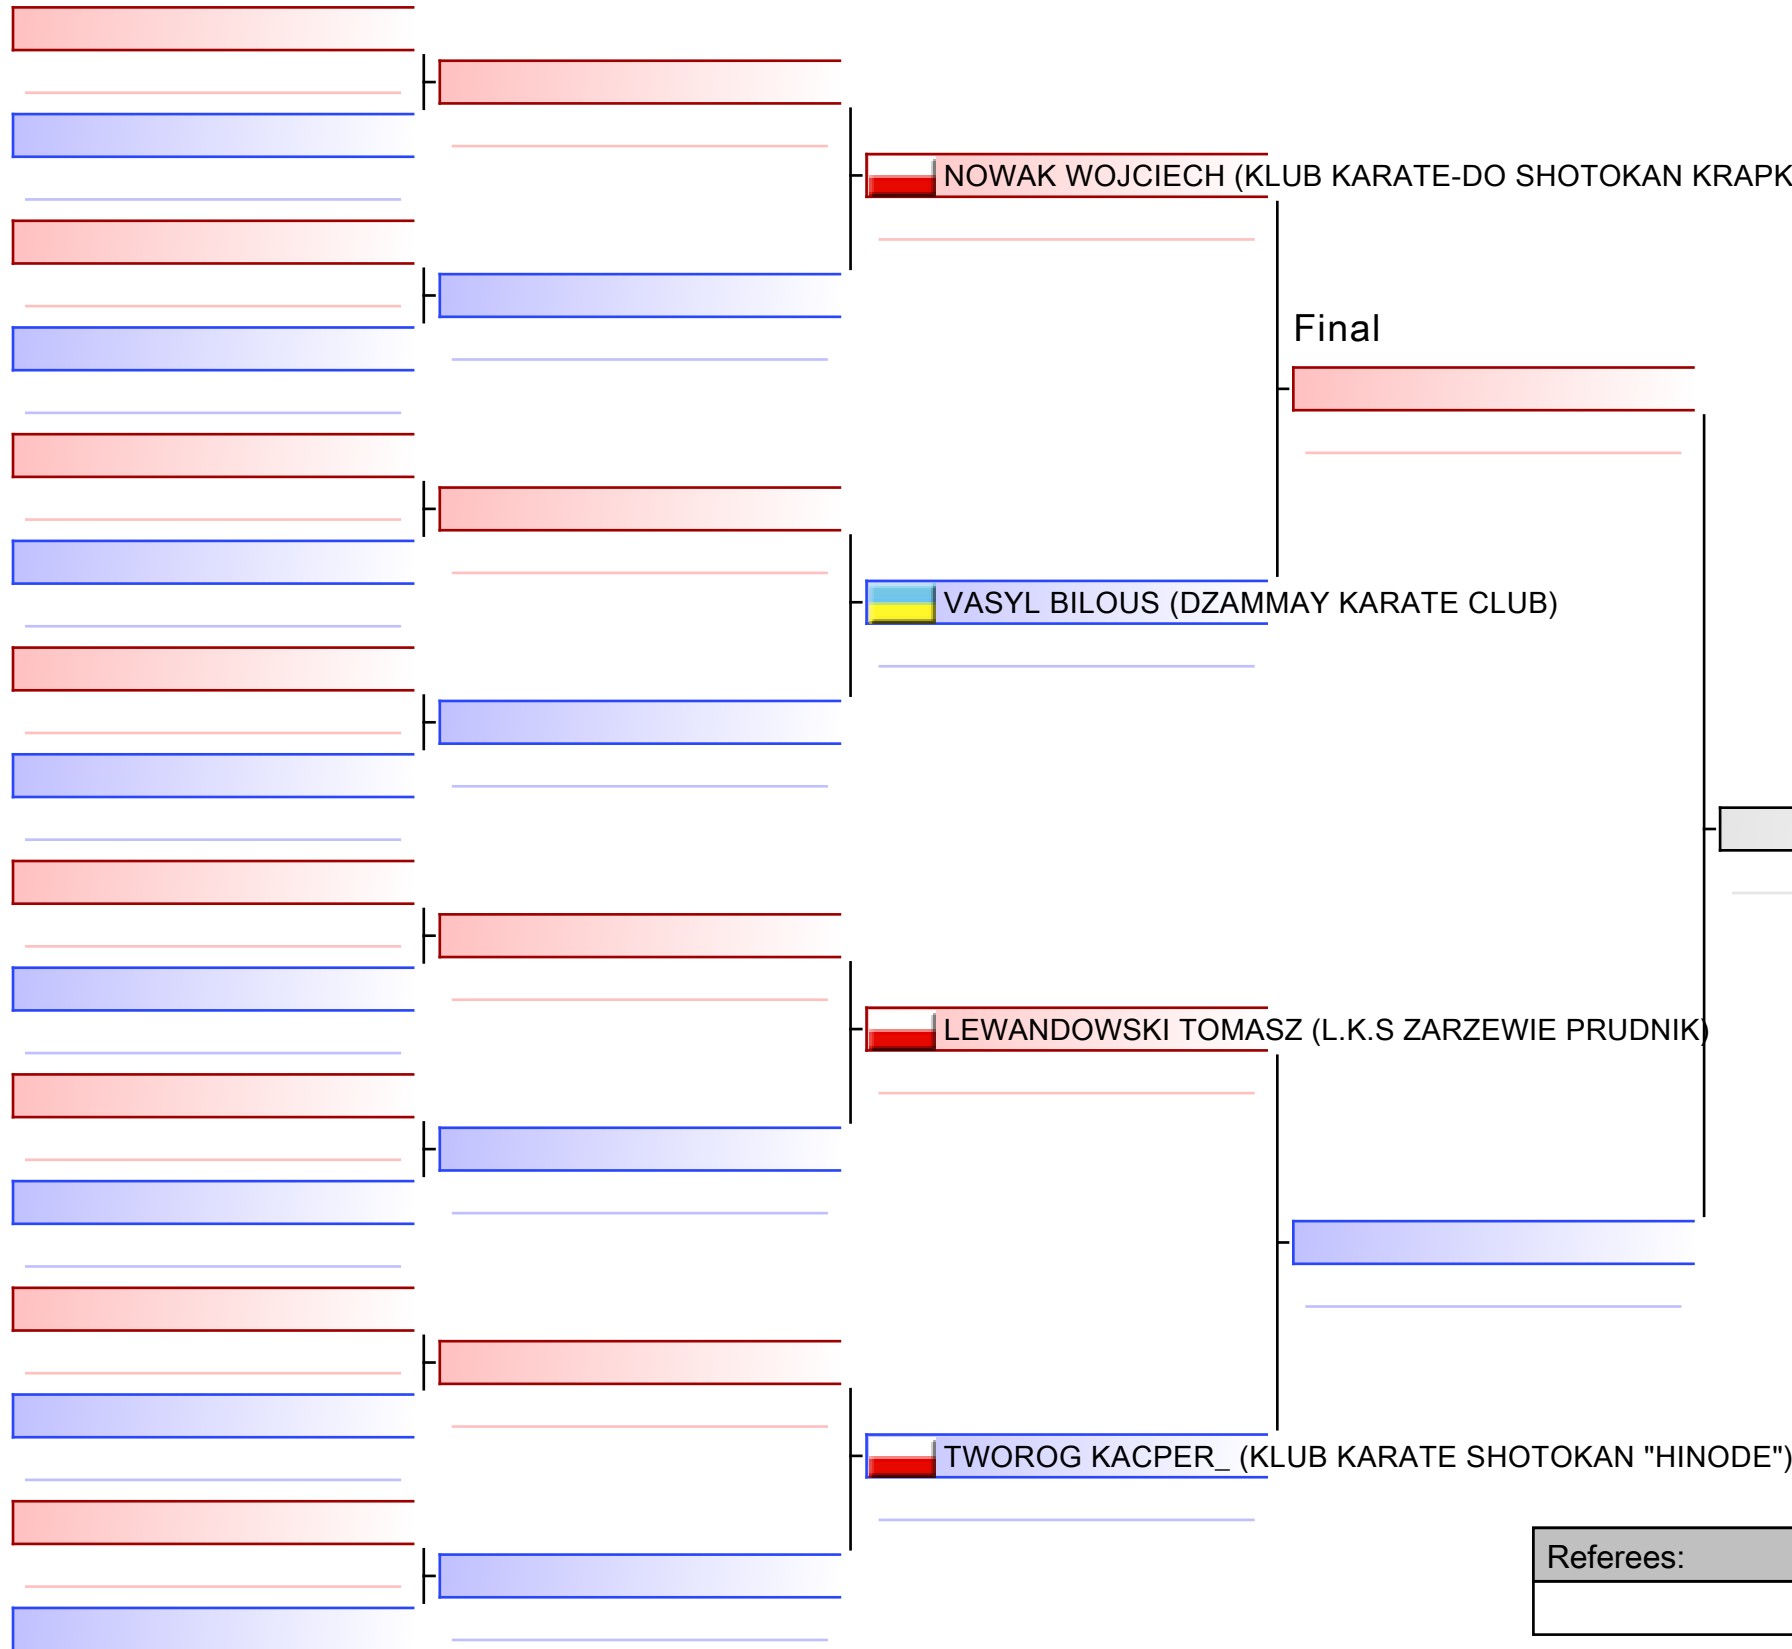 NOWAK WOJCIECH (KLUB KARATE-DO SHOTOKAN KRAPK
Final
VASYL BILOUS (DZAMMAY KARATE CLUB)
LEWANDOWSKI TOMASZ (L.K.S ZARZEWIE PRUDNIK)
TWOROG KACPER_ (KLUB KARATE SHOTOKAN "HINODE")
Referees: